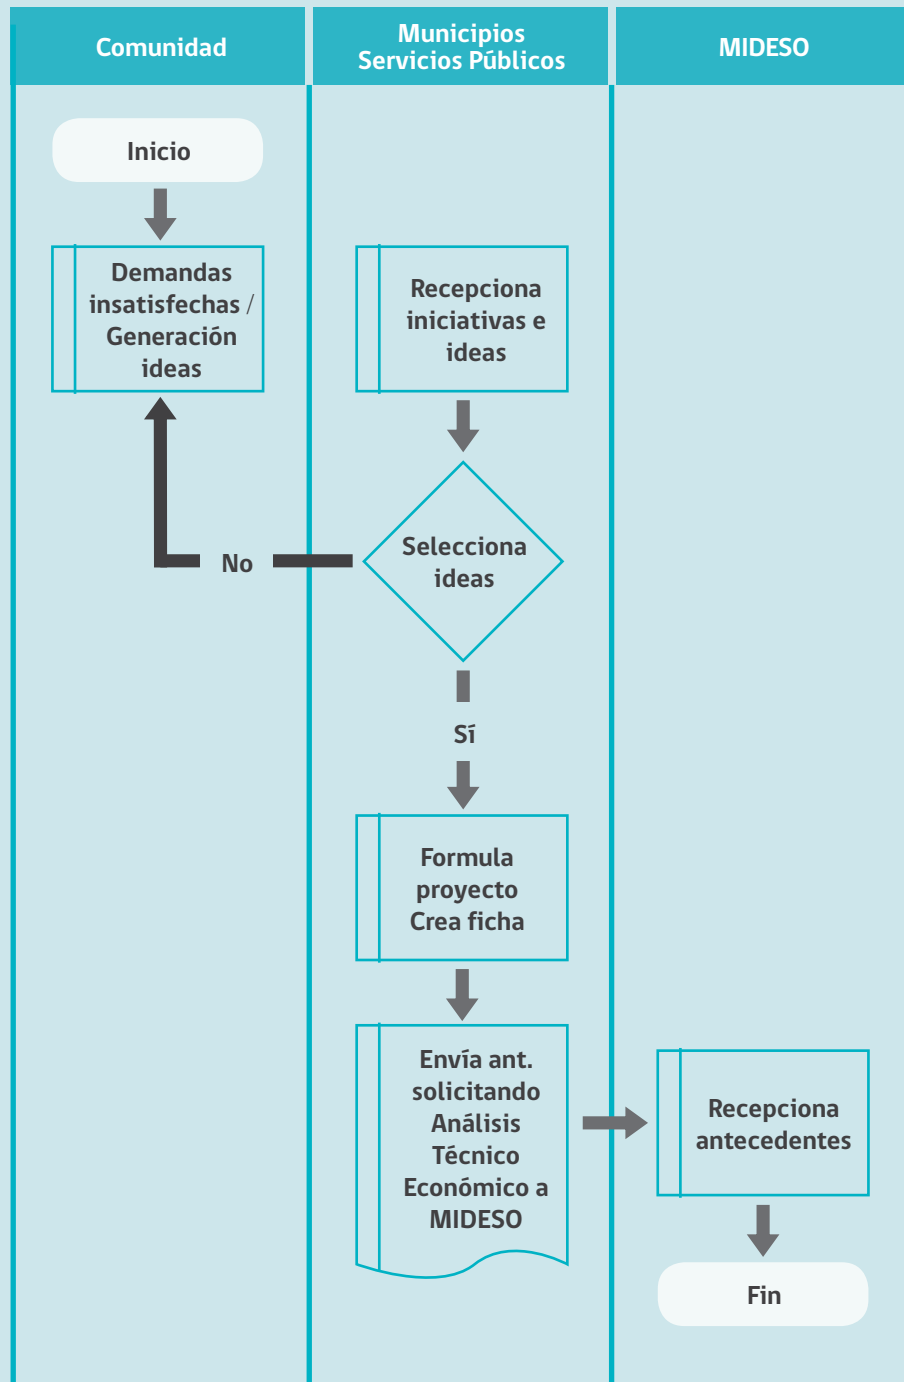 Comunidad
Municipios
Servicios Públicos
MIDESO
Inicio
Demandas
insatisfechas /
Generación
ideas
Recepciona
iniciativas e
ideas
Selecciona
ideas
No
Sí
Formula
proyecto
Crea ficha
Envía ant.
solicitando
Análisis
Técnico
Económico a
MIDESO
Recepciona
antecedentes
Fin